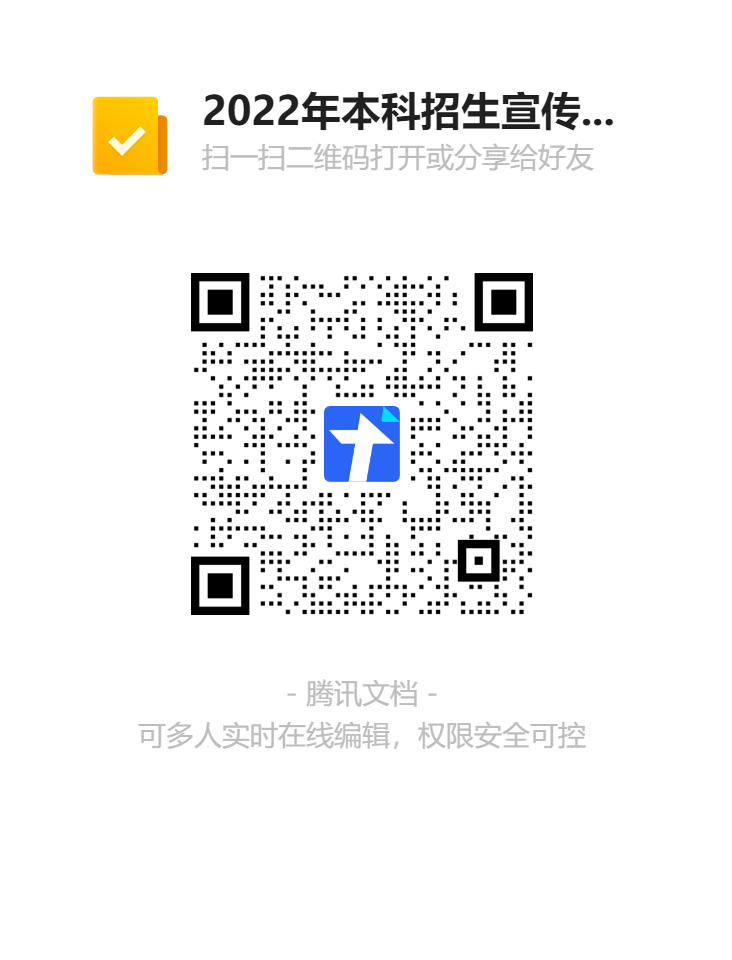 2022年本科招生宣传...
扫一扫二维码打开或分享给好友
- 腾讯文档 -
可多人实时在线编辑，权限安全可控